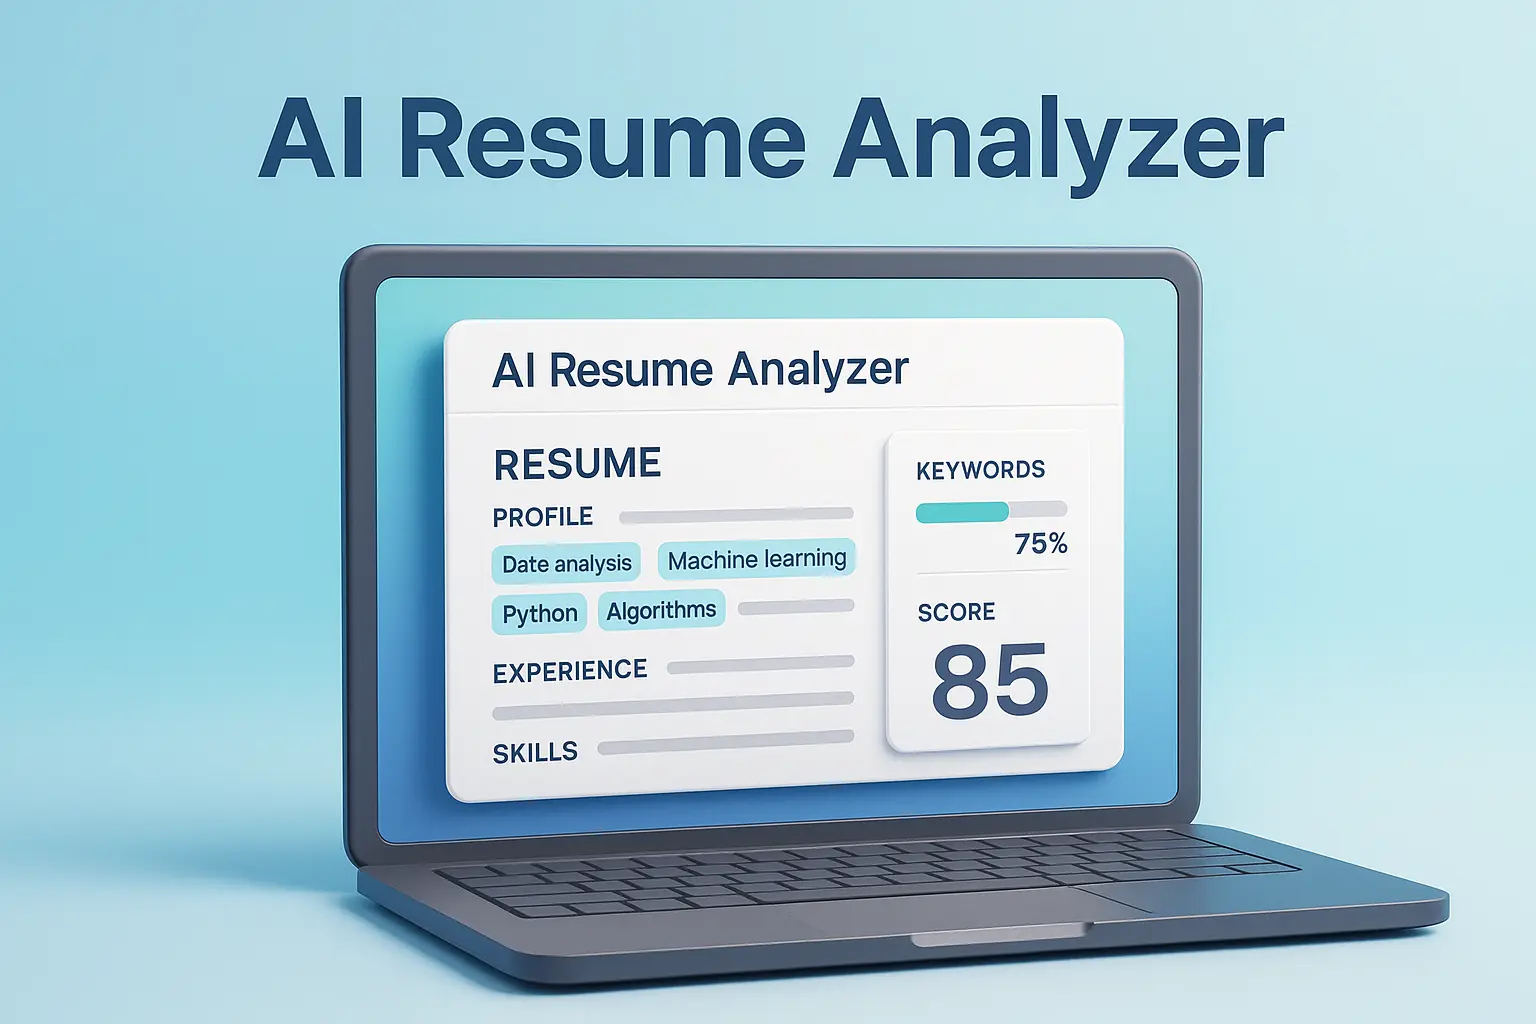 AI Resume Analyzer
AI Resume Analyzer
RESUME
PROFILE
Date analysis
Machine learning
Python
Algorithms
EXPERIENCE
SKILLS
KEYWORDS
75%
SCORE
85